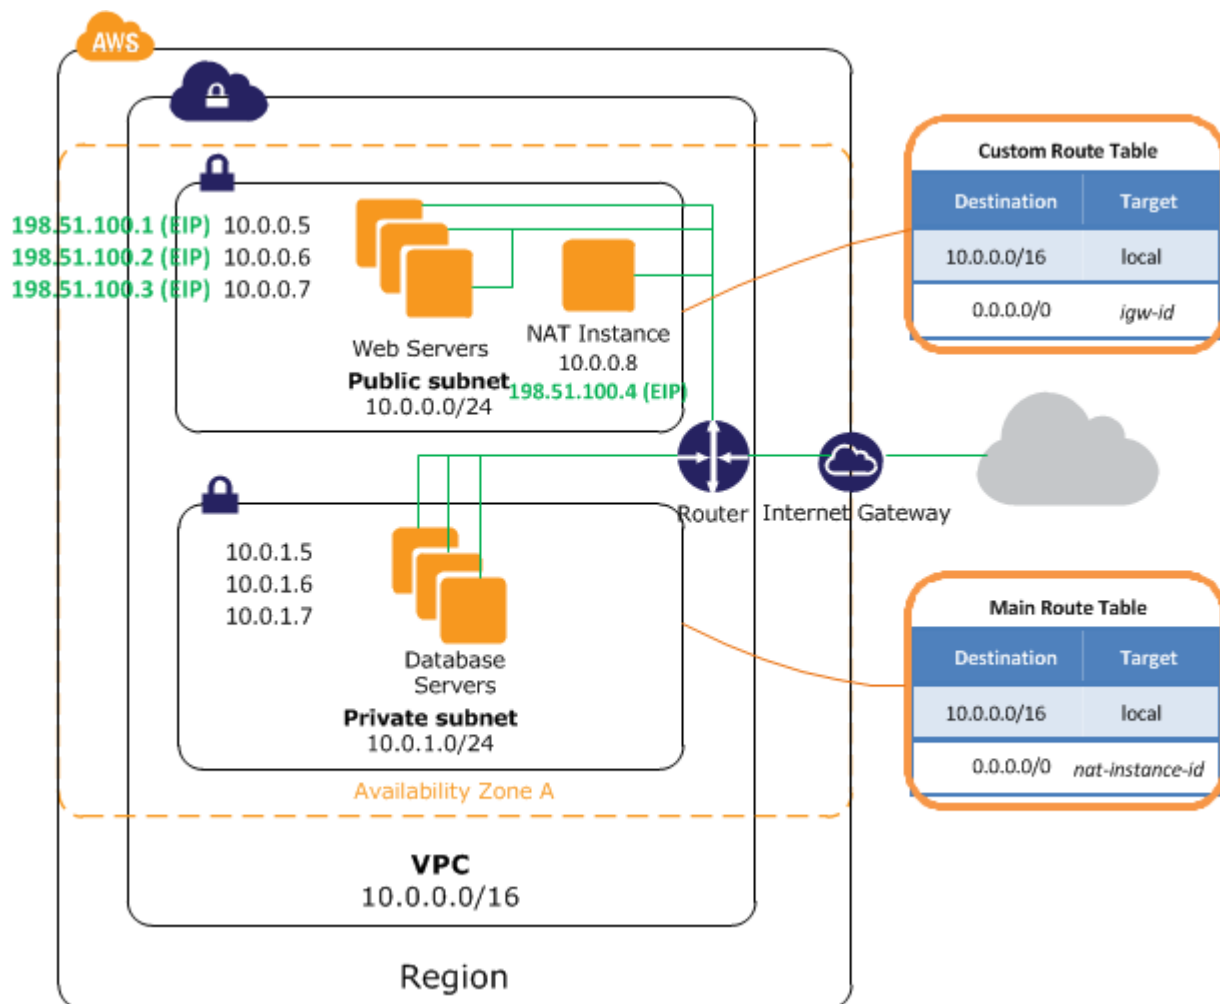 AWS
198.51.100.1 (EIP) 10.0.0.5
198.51.100.2 (EIP) 10.0.0.6
198.51.100.3 (EIP) 10.0.0.7
Web Servers
Public subnet
10.0.0.0/24
NAT Instance
10.0.0.8
198.51.100.4 (EIP)
Custom Route Table
Destination Target
10.0.0.0/16 local
0.0.0.0/0 igw-id
Router
Internet Gateway
10.0.1.5
10.0.1.6
10.0.1.7
Database
Servers
Private subnet
10.0.1.0/24
Main Route Table
Destination Target
10.0.0.0/16 local
0.0.0.0/0 nat-instance-id
Availability Zone A
VPC
10.0.0.0/16
Region